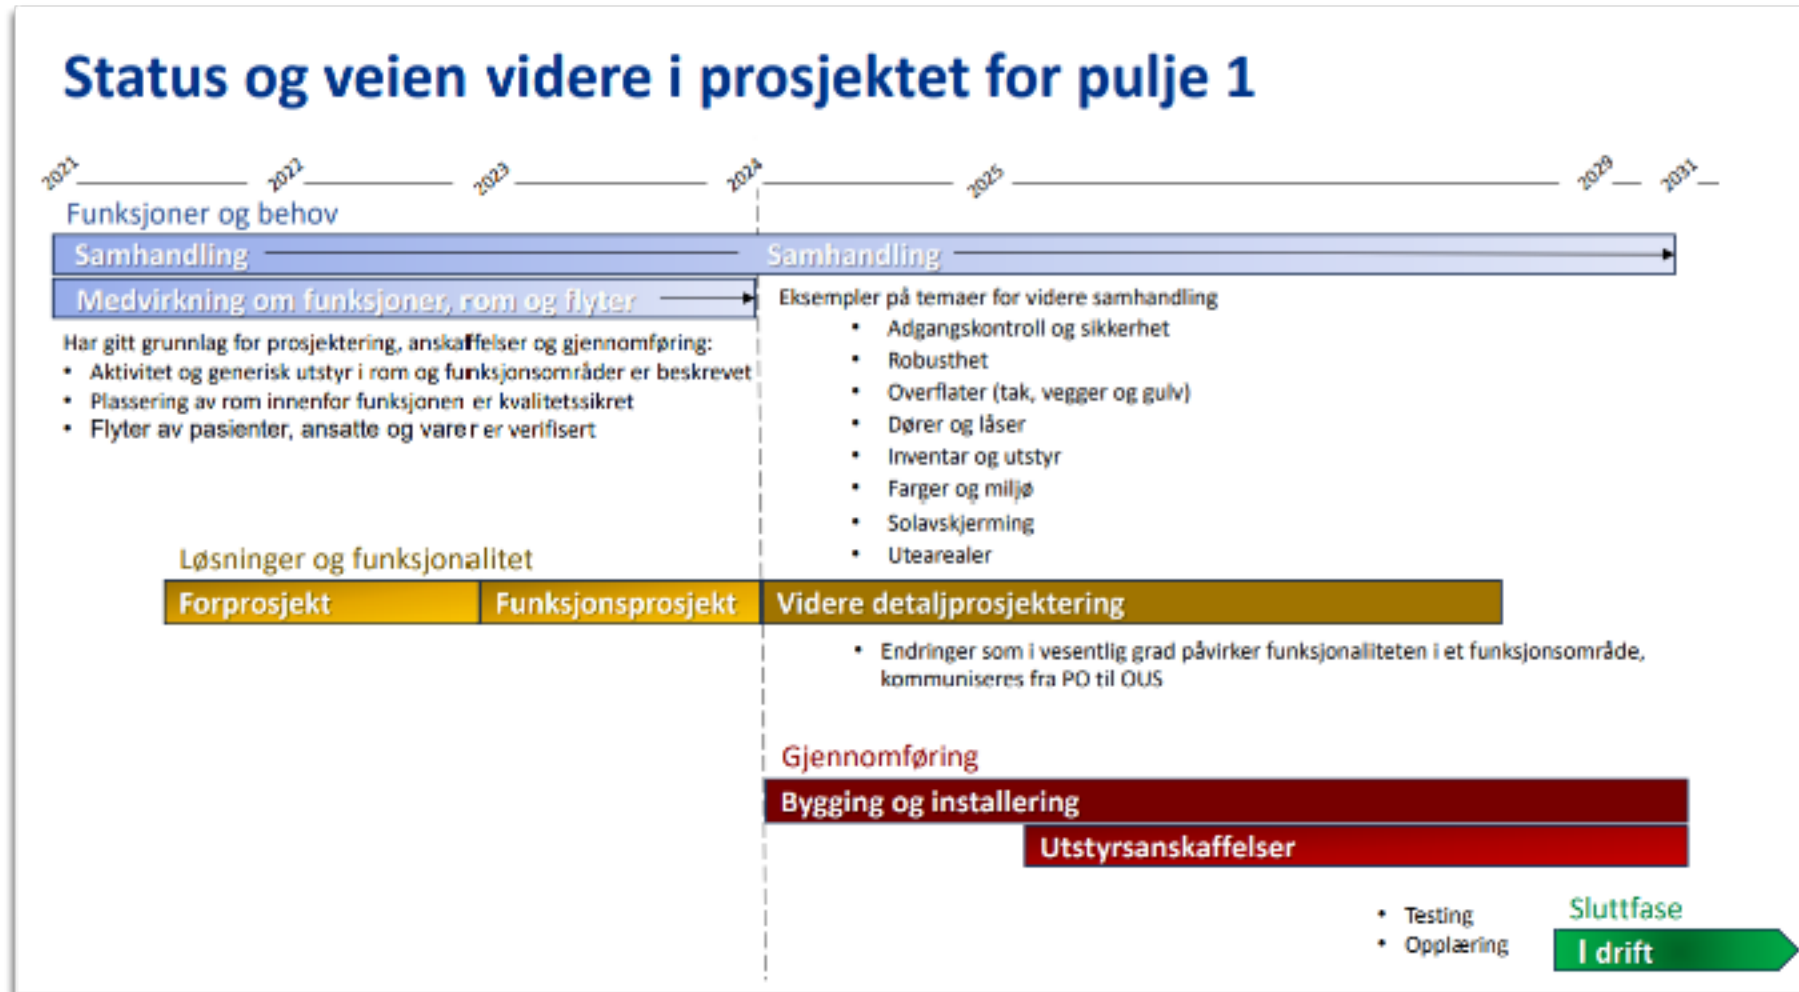 Status og veien videre i prosjektet for pulje 1
2021 2022 2023 2024 2025 2029 2031
Funksjoner og behov
Samhandling Samhandling
Medvirkning om funksjoner, rom og flyter
Har gitt grunnlag for prosjektering, anskaffelser og gjennomføring:
• Aktivitet og generisk utstyr i rom og funksjonsområder er beskrevet
• Plassering av rom innenfor funksjonen er kvalitetssikret
• Flyter av pasienter, ansatte og varer er verifisert
Eksempler på temaer for videre samhandling
• Adgangskontroll og sikkerhet
• Robusthet
• Overflater (tak, vegger og gulv)
• Dører og låser
• Inventar og utstyr
• Farger og miljø
• Solavskjerming
• Utearealer
Løsninger og funksjonalitet
Forprosjekt Funksjonsprosjekt Videre detaljprosjektering
• Endringer som i vesentlig grad påvirker funksjonaliteten i et funksjonsområde,
kommuniseres fra PO til OUS
Gjennomføring
Bygging og installering
Utstyrsanskaffelser
• Testing
• Opplæring
Sluttfase
I drift